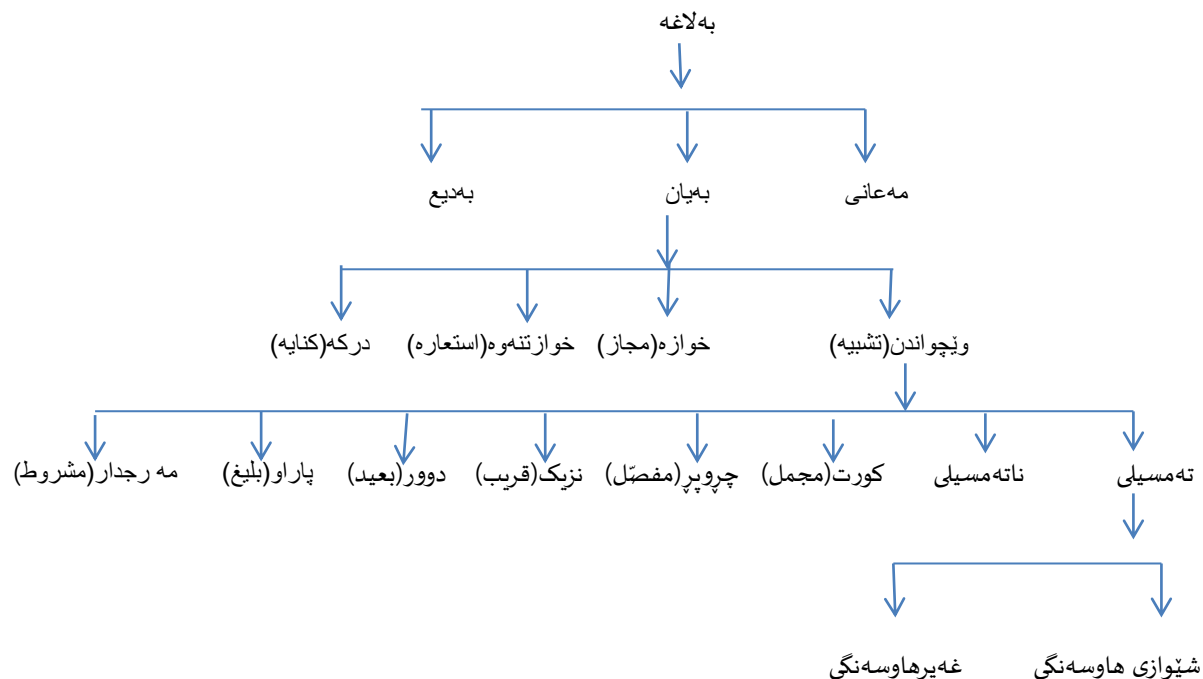 بەلاغە
مەعانی بەیان بەدیع
وێچواندن(تشبیە) خوازە(مجاز) خوازتنەوە(استعارە) درکە(کنایە)
تەمسیلی ناتەمسیلی کورت(مجمل) چڕوپڕ(مفصّل) نزیک(قریب) دوور(بعید) پاراو(بلیغ) مە رجدار(مشروط)
شێوازی هاوسەنگی غەیرهاوسەنگی